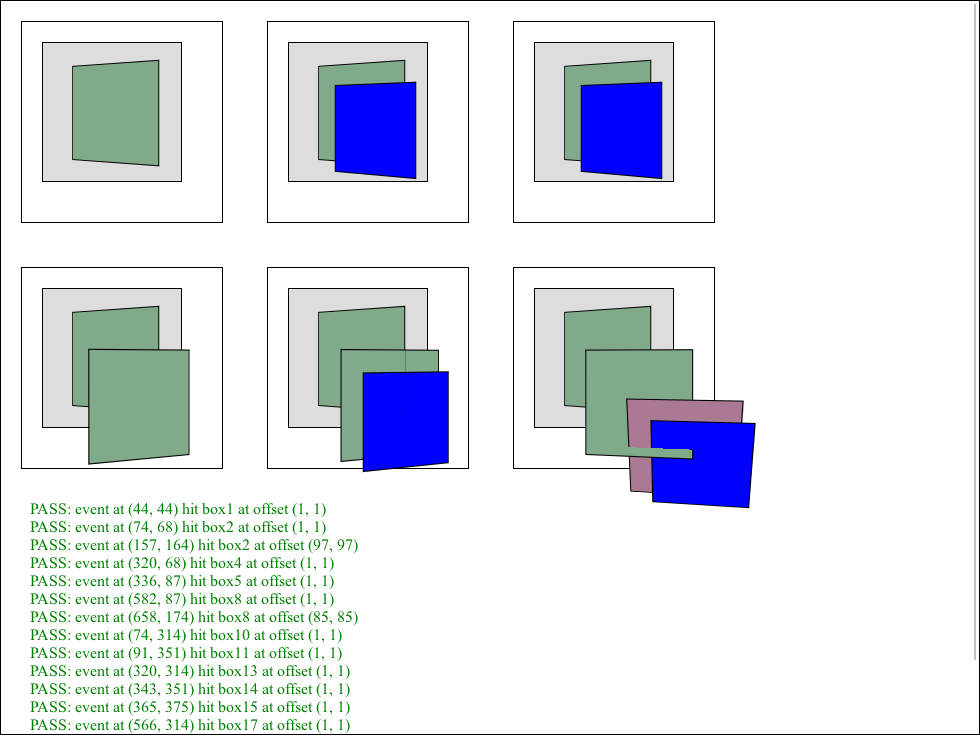 PASS: event at (44, 44) hit box1 at offset (1, 1)
PASS: event at (74, 68) hit box2 at offset (1, 1)
PASS: event at (157, 164) hit box2 at offset (97, 97)
PASS: event at (320, 68) hit box4 at offset (1, 1)
PASS: event at (336, 87) hit box5 at offset (1, 1)
PASS: event at (582, 87) hit box8 at offset (1, 1)
PASS: event at (658, 174) hit box8 at offset (85, 85)
PASS: event at (74, 314) hit box10 at offset (1, 1)
PASS: event at (91, 351) hit box11 at offset (1, 1)
PASS: event at (320, 314) hit box13 at offset (1, 1)
PASS: event at (343, 351) hit box14 at offset (1, 1)
PASS: event at (365, 375) hit box15 at offset (1, 1)
PASS: event at (566, 314) hit box17 at offset (1, 1)